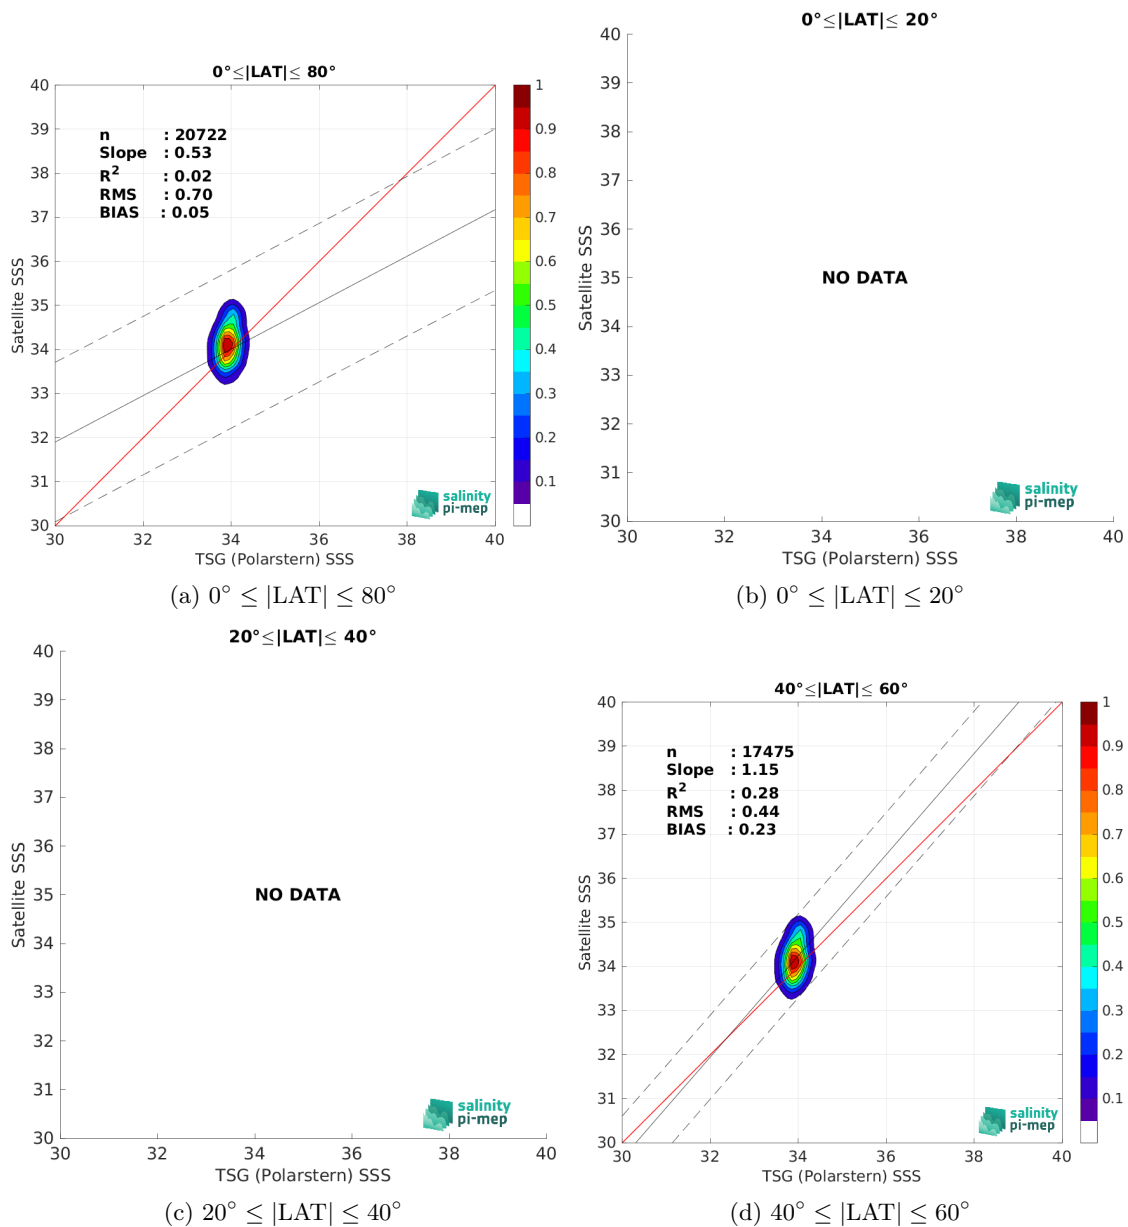 0°≤|LAT|≤ 80°
40
39
38
37
36
35
34
33
32
31
30
Satellite SSS
n : 20722
Slope : 0.53
R² : 0.02
RMS : 0.70
BIAS : 0.05
1
0.9
0.8
0.7
0.6
0.5
0.4
0.3
0.2
0.1
salinity
pi-mep
30 32 34 36 38 40
TSG (Polarstern) SSS
(a) 0° ≤ |LAT| ≤ 80°
0°≤|LAT|≤ 20°
40
39
38
37
36
35
34
33
32
31
30
Satellite SSS
NO DATA
salinity
pi-mep
30 32 34 36 38 40
TSG (Polarstern) SSS
(b) 0° ≤ |LAT| ≤ 20°
20°≤|LAT|≤ 40°
40
39
38
37
36
35
34
33
32
31
30
Satellite SSS
NO DATA
salinity
pi-mep
30 32 34 36 38 40
TSG (Polarstern) SSS
(c) 20° ≤ |LAT| ≤ 40°
40°≤|LAT|≤ 60°
40
39
38
37
36
35
34
33
32
31
30
Satellite SSS
n : 17475
Slope : 1.15
R² : 0.28
RMS : 0.44
BIAS : 0.23
1
0.9
0.8
0.7
0.6
0.5
0.4
0.3
0.2
0.1
salinity
pi-mep
30 32 34 36 38 40
TSG (Polarstern) SSS
(d) 40° ≤ |LAT| ≤ 60°